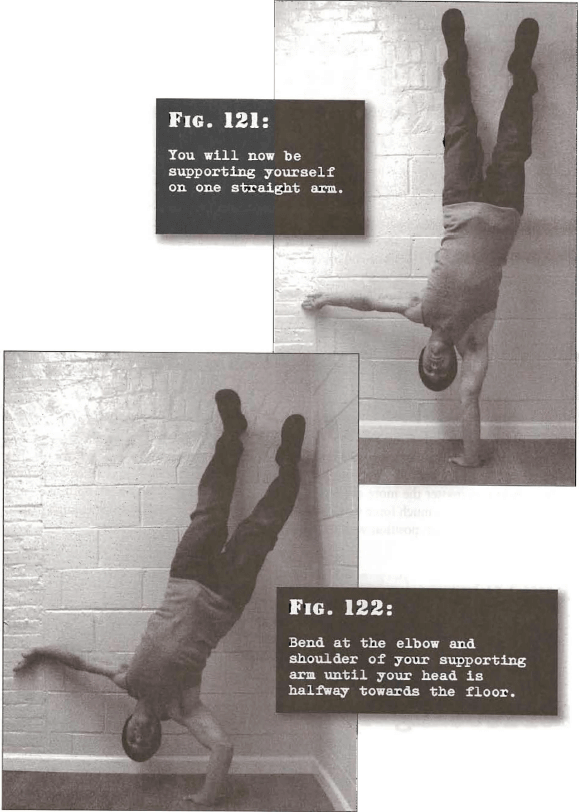 FIG. 121:
You will now be
supporting yourself
on one straight arm.
FIG. 122:
Bend at the elbow and
shoulder of your supporting
arm until your head is
halfway towards the floor.